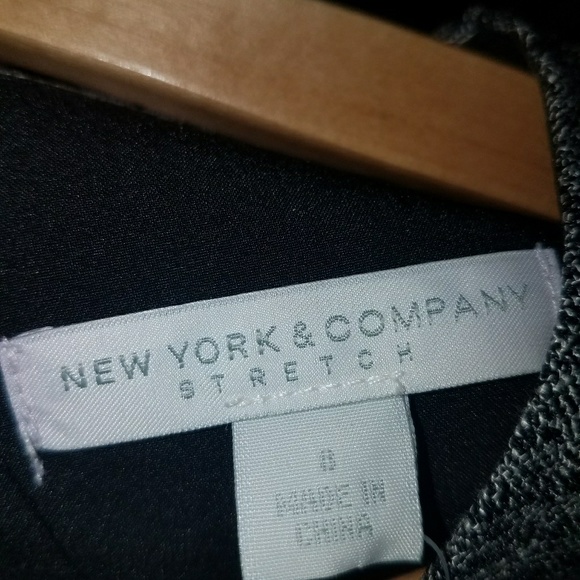 NEW YORK & COMPANY
STRETCH
8
MADE IN
CHINA